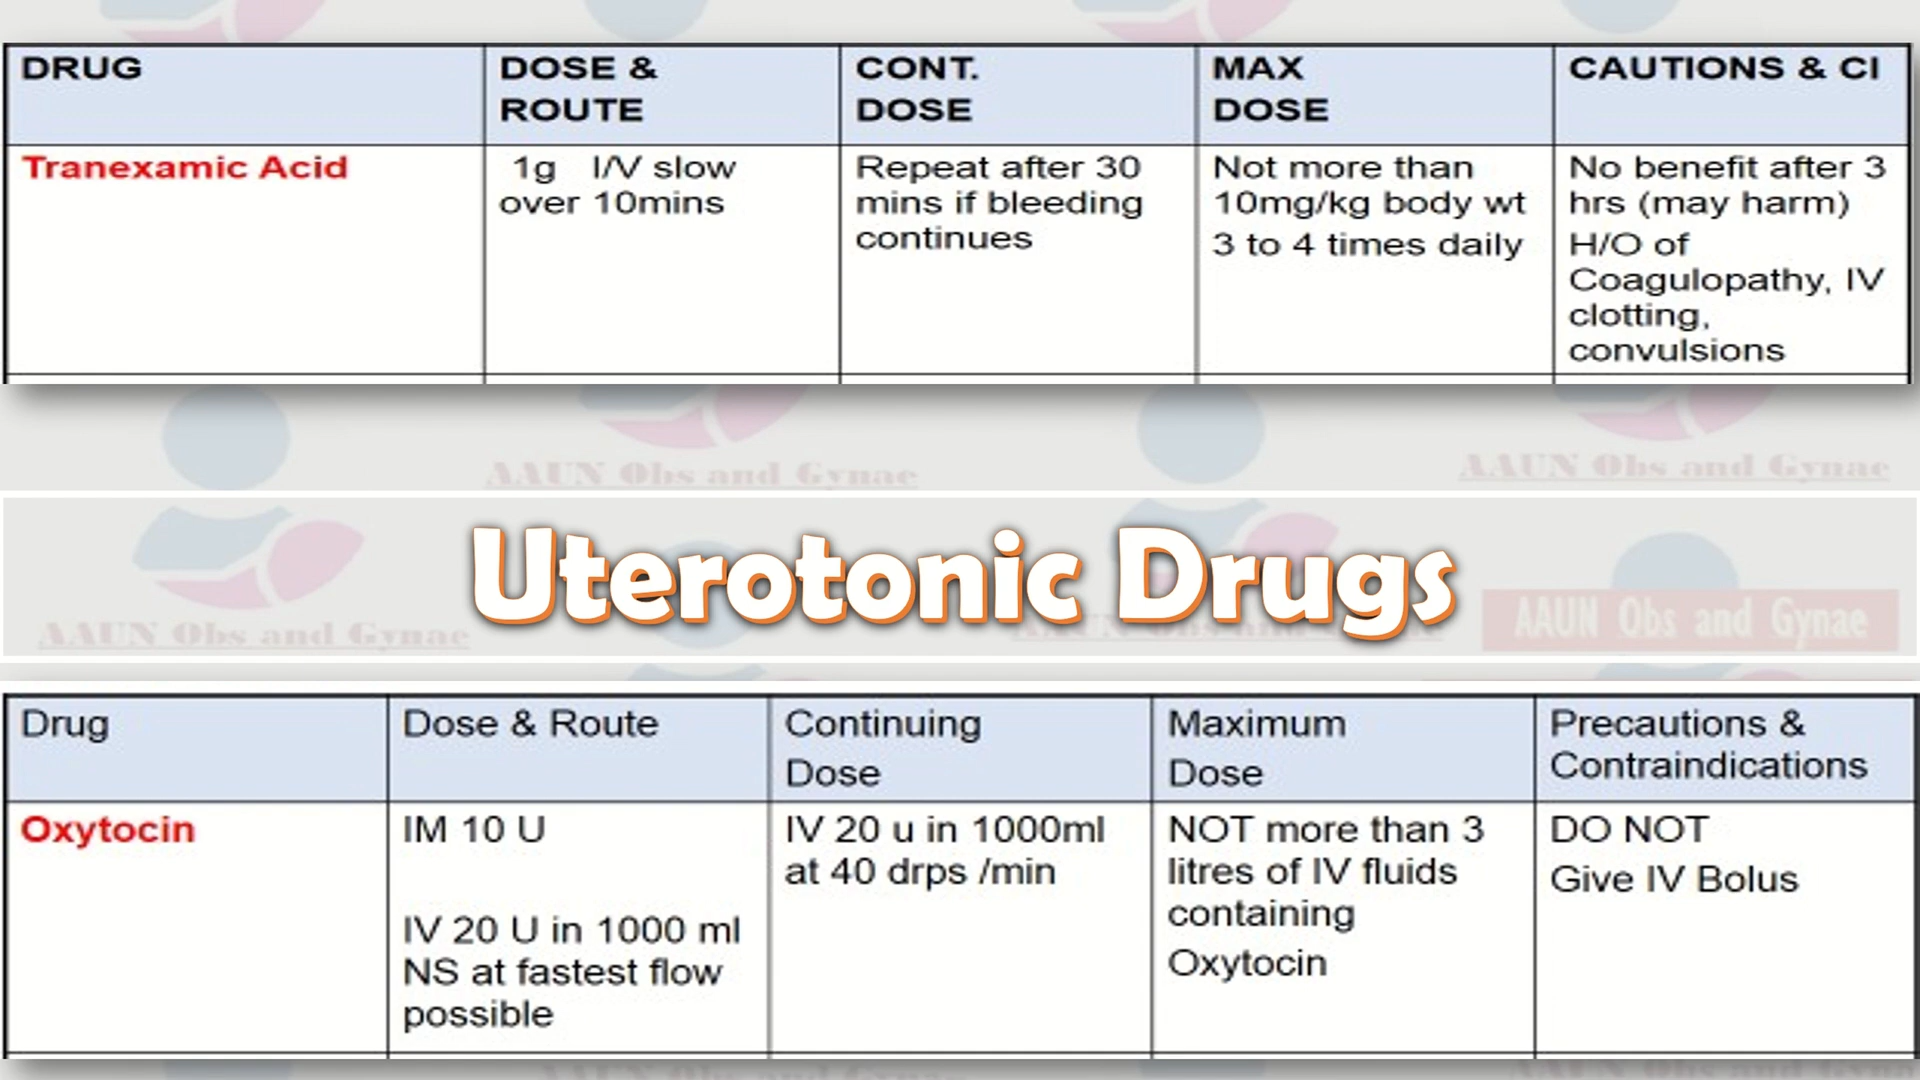 DRUG
DOSE &
ROUTE
CONT.
DOSE
MAX
DOSE
CAUTIONS & CI
Tranexamic Acid
1g I/V slow
over 10mins
Repeat after 30
mins if bleeding
continues
Not more than
10mg/kg body wt
3 to 4 times daily
No benefit after 3
hrs (may harm)
H/O of
Coagulopathy, IV
clotting,
convulsions
AAUN Obs and Gynae
AAUN Obs and Gynae
Uterotonic Drugs
AAUN Obs and Gynae
AAUN Obs and Gynae
Drug
Dose & Route
Continuing
Dose
Maximum
Dose
Precautions &
Contraindications
Oxytocin
IM 10 U
IV 20 U in 1000 ml
NS at fastest flow
possible
IV 20 u in 1000ml
at 40 drps /min
NOT more than 3
litres of IV fluids
containing
Oxytocin
DO NOT
Give IV Bolus